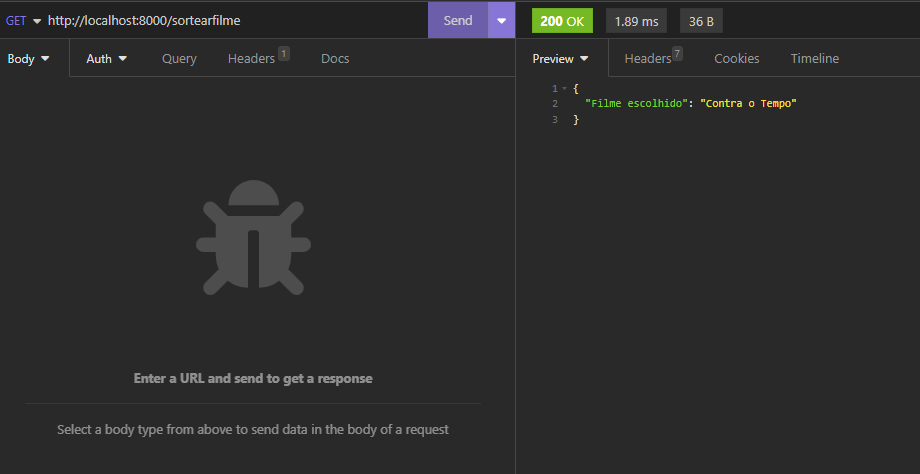 GET http://localhost:8000/sortearfilme Send 200 OK 1.89 ms 36 B
Body Auth Query Headers 1 Docs Preview Headers 7 Cookies Timeline
1 {
2 "Filme escolhido": "Contra o Tempo"
3 }
Enter a URL and send to get a response
Select a body type from above to send data in the body of a request